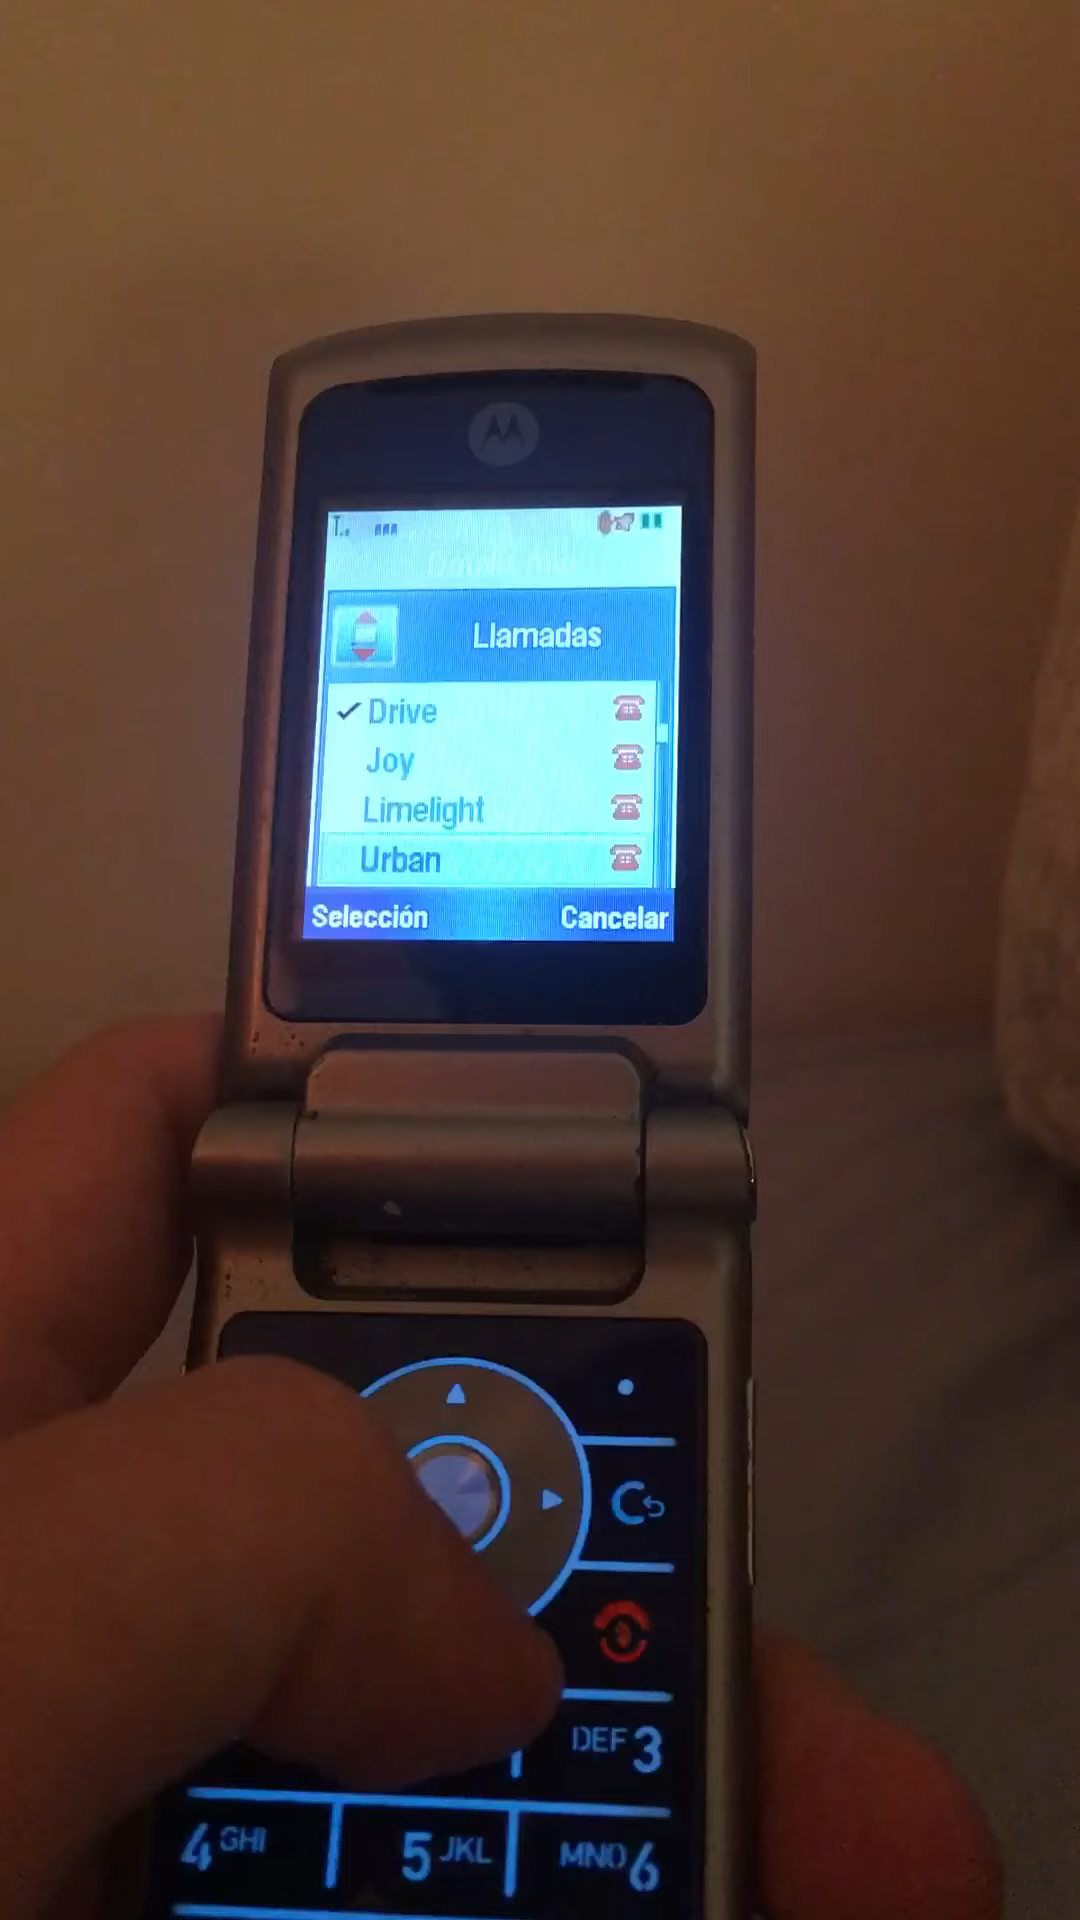 Llamadas
Drive
Joy
Limelight
Urban
Selección Cancelar
C
DEF 3
4 GHI 5 JKL MNO 6